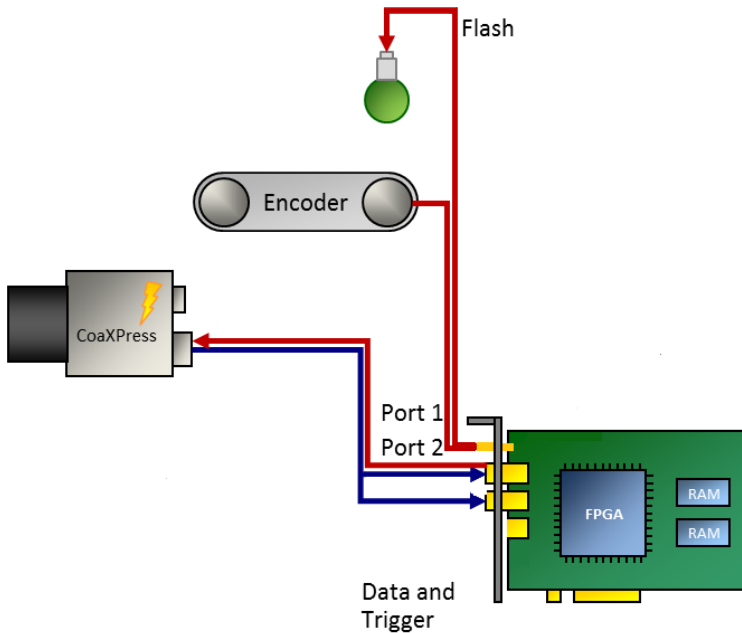 Flash
Encoder
CoaXPress
Port 1
Port 2
RAM
FPGA
RAM
Data and
Trigger